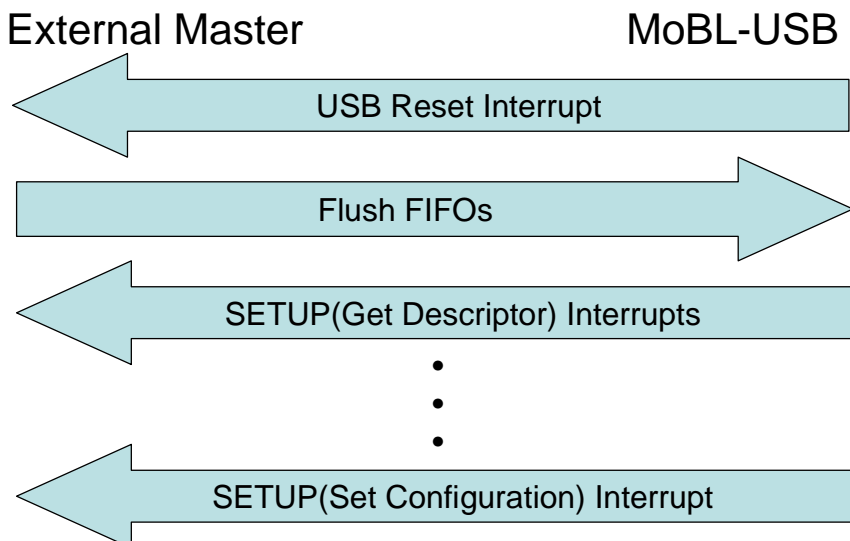 External Master MoBL-USB
USB Reset Interrupt
Flush FIFOs
SETUP(Get Descriptor) Interrupts
SETUP(Set Configuration) Interrupt